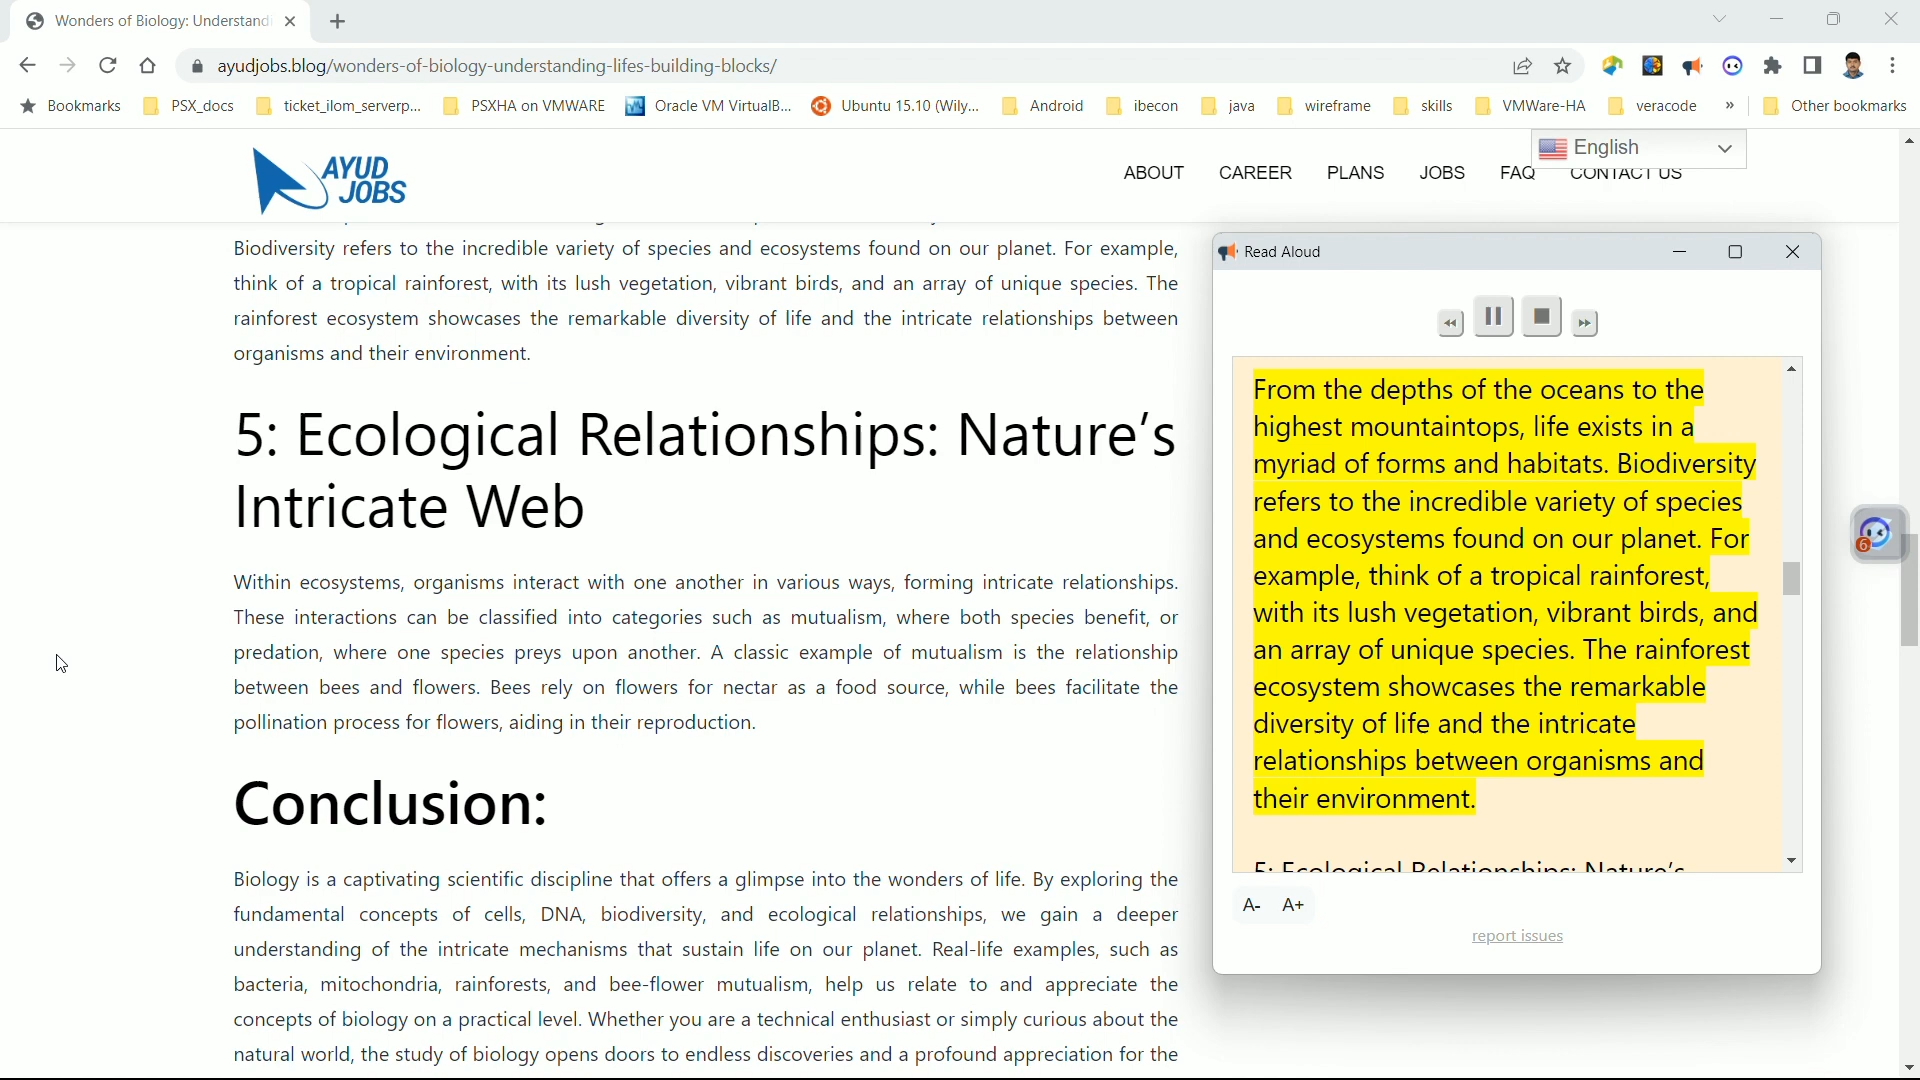 Wonders of Biology: Understandi
ayudjobs.blog/wonders-of-biology-understanding-lifes-building-blocks/
Bookmarks PSX_docs ticket_ilom_serverp... PSXHA on VMWARE Oracle VM VirtualB... Ubuntu 15.10 (Wily... Android ibecon java wireframe skills VMWare-HA veracode » Other bookmarks
AYUD
JOBS
ABOUT CAREER PLANS JOBS FAQ CONTACT US
English
Biodiversity refers to the incredible variety of species and ecosystems found on our planet. For example,
think of a tropical rainforest, with its lush vegetation, vibrant birds, and an array of unique species. The
rainforest ecosystem showcases the remarkable diversity of life and the intricate relationships between
organisms and their environment.
5: Ecological Relationships: Nature’s
Intricate Web
Within ecosystems, organisms interact with one another in various ways, forming intricate relationships.
These interactions can be classified into categories such as mutualism, where both species benefit, or
predation, where one species preys upon another. A classic example of mutualism is the relationship
between bees and flowers. Bees rely on flowers for nectar as a food source, while bees facilitate the
pollination process for flowers, aiding in their reproduction.
Conclusion:
Biology is a captivating scientific discipline that offers a glimpse into the wonders of life. By exploring the
fundamental concepts of cells, DNA, biodiversity, and ecological relationships, we gain a deeper
understanding of the intricate mechanisms that sustain life on our planet. Real-life examples, such as
bacteria, mitochondria, rainforests, and bee-flower mutualism, help us relate to and appreciate the
concepts of biology on a practical level. Whether you are a technical enthusiast or simply curious about the
natural world, the study of biology opens doors to endless discoveries and a profound appreciation for the
Read Aloud
From the depths of the oceans to the
highest mountaintops, life exists in a
myriad of forms and habitats. Biodiversity
refers to the incredible variety of species
and ecosystems found on our planet. For
example, think of a tropical rainforest,
with its lush vegetation, vibrant birds, and
an array of unique species. The rainforest
ecosystem showcases the remarkable
diversity of life and the intricate
relationships between organisms and
their environment.
5: Ecological Relationships: Nature’s
A- A+
report issues
6